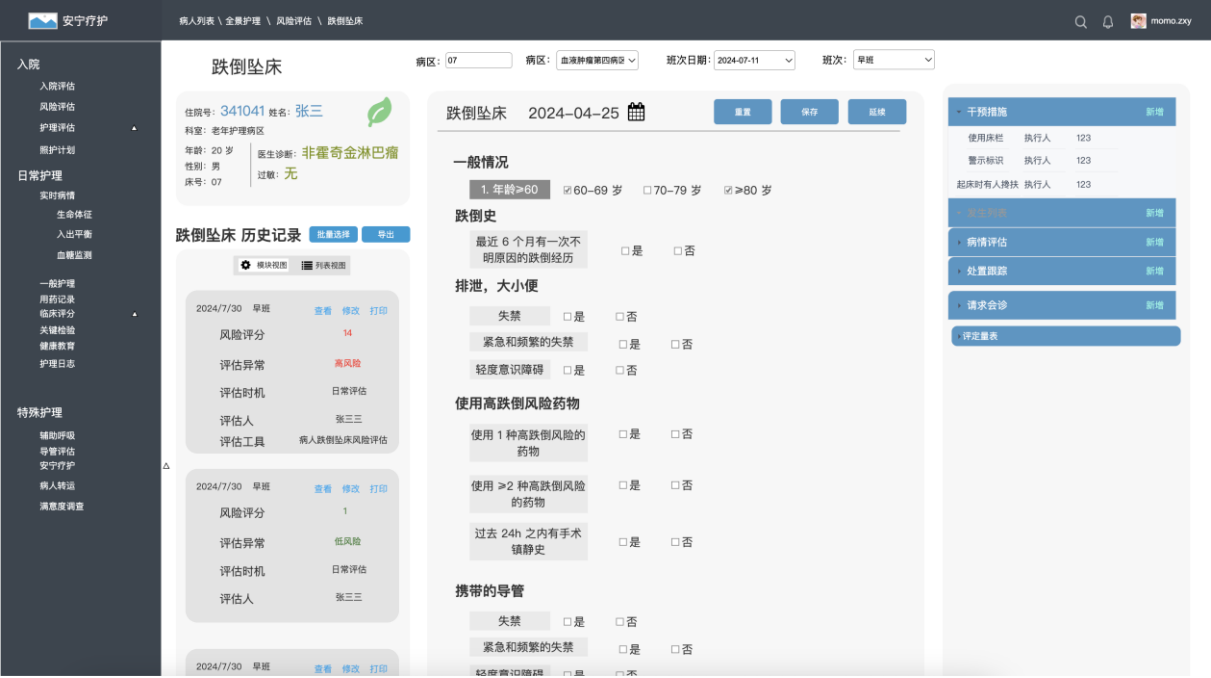 安宁疗护
病人列表 \ 全景护理 \ 风险评估 \ 跌倒坠床
momo.zxy
入院
入院评估
风险评估
护理评估
照护计划
日常护理
实时病情
生命体征
入出平衡
血糖监测
一般护理
用药记录
临床评分
关键检验
健康教育
护理日志
特殊护理
辅助呼吸
导管评估
安宁疗护
病人转运
满意度调查
跌倒坠床
病区: 07 病区: 血液肿瘤第四病区 班次日期: 2024-07-11 班次: 早班
住院号: 341041 姓名: 张三
科室: 老年护理病区
年龄: 20 岁
性别: 男
床号: 07
医生诊断: 非霍奇金淋巴瘤
过敏: 无
跌倒坠床 历史记录 批量选择 导出
模块视图 列表视图
2024/7/30 早班 查看 修改 打印
风险评分 14
评估异常 高风险
评估时机 日常评估
评估人 张三三
评估工具 病人跌倒坠床风险评估
2024/7/30 早班 查看 修改 打印
风险评分 1
评估异常 低风险
评估时机 日常评估
评估人 张三三
2024/7/30 早班 查看 修改 打印
跌倒坠床 2024-04-25 重置 保存 延续
一般情况
1. 年龄≥60 60-69 岁 70-79 岁 ≥80 岁
跌倒史
最近 6 个月有一次不
明原因的跌倒经历 是 否
排泄，大小便
失禁 是 否
紧急和频繁的失禁 是 否
轻度意识障碍 是 否
使用高跌倒风险药物
使用 1 种高跌倒风险的
药物 是 否
使用 ≥2 种高跌倒风险
的药物 是 否
过去 24h 之内有手术
镇静史 是 否
携带的导管
失禁 是 否
紧急和频繁的失禁 是 否
轻度意识障碍 是 否
干预措施 新增
使用床栏 执行人 123
警示标识 执行人 123
起床时有人搀扶 执行人 123
发生列表 新增
病情评估 新增
处置跟踪 新增
请求会诊 新增
评定量表